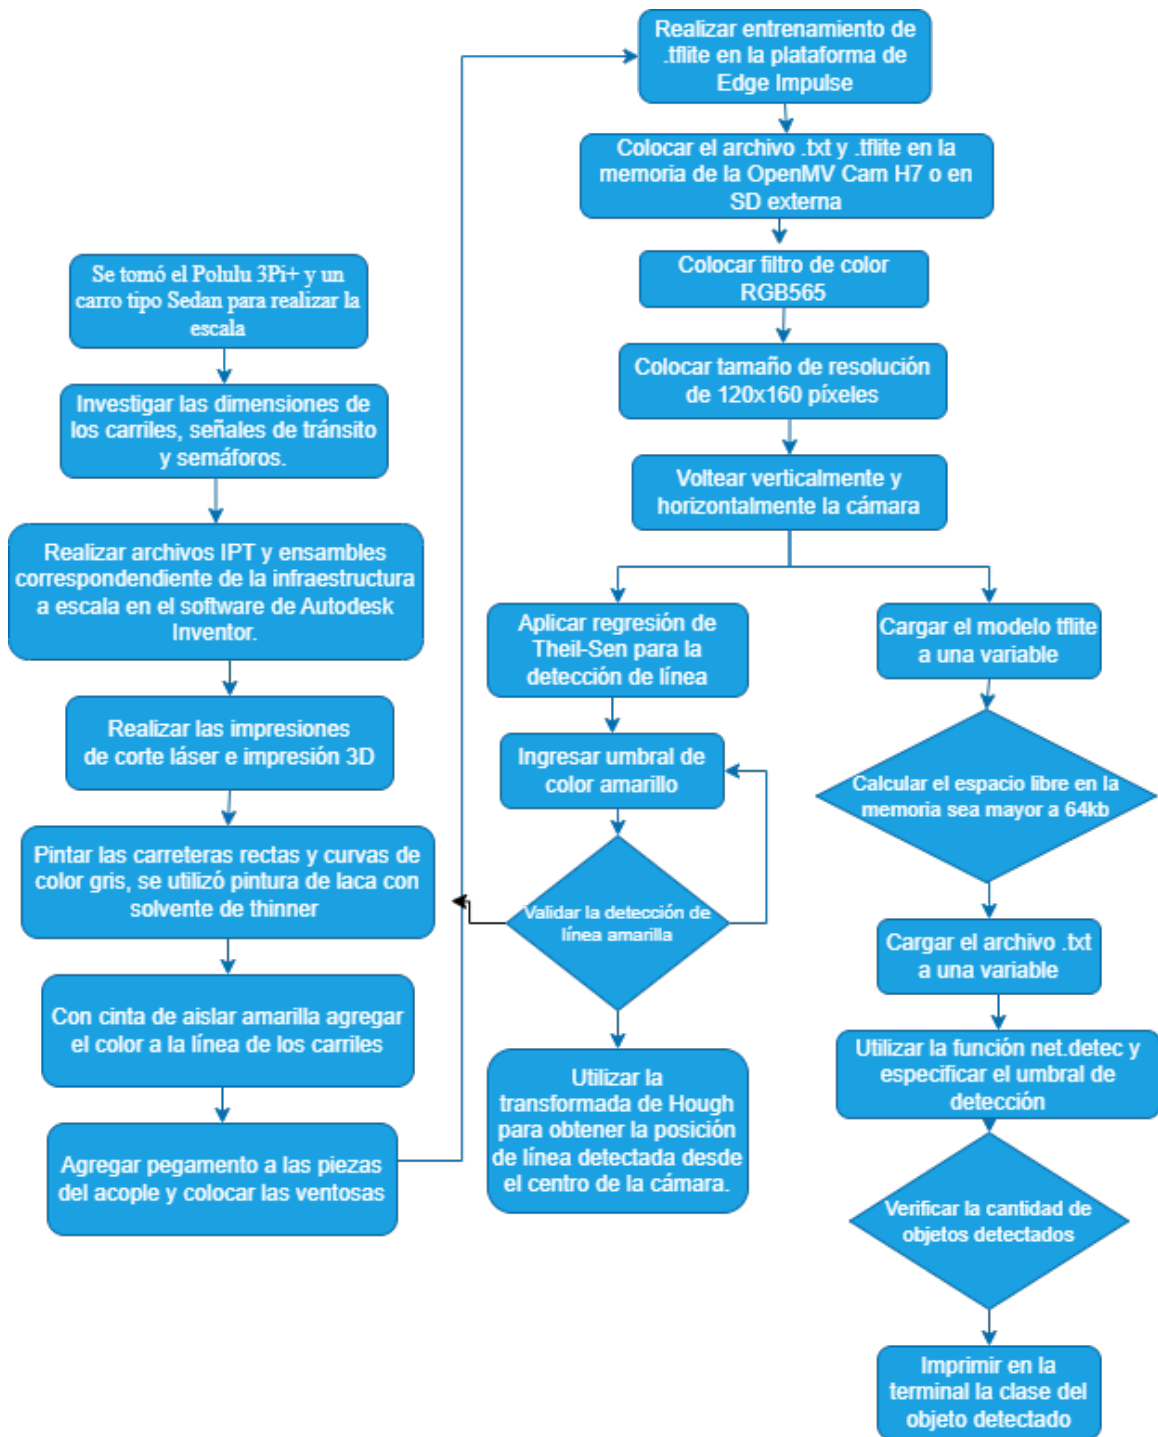 Se tomó el Polulu 3Pi+ y un
carro tipo Sedan para realizar la
escala
Investigar las dimensiones de
los carriles, señales de tránsito
y semáforos.
Realizar archivos IPT y ensambles
correspondendiente de la infraestructura
a escala en el software de Autodesk
Inventor.
Realizar las impresiones
de corte láser e impresión 3D
Pintar las carreteras rectas y curvas de
color gris, se utilizó pintura de laca con
solvente de thinner
Con cinta de aislar amarilla agregar
el color a la línea de los carriles
Agregar pegamento a las piezas
del acople y colocar las ventosas
Realizar entrenamiento de
.tflite en la plataforma de
Edge Impulse
Colocar el archivo .txt y .tflite en la
memoria de la OpenMV Cam H7 o en
SD externa
Colocar filtro de color
RGB565
Colocar tamaño de resolución
de 120x160 píxeles
Voltear verticalmente y
horizontalmente la cámara
Aplicar regresión de
Theil-Sen para la
detección de línea
Ingresar umbral de
color amarillo
Validar la detección de
línea amarilla
Utilizar la
transformada de Hough
para obtener la posición
de línea detectada desde
el centro de la cámara.
Cargar el modelo tflite
a una variable
Calcular el espacio libre en la
memoria sea mayor a 64kb
Cargar el archivo .txt
a una variable
Utilizar la función net.detec y
especificar el umbral de
detección
Verificar la cantidad de
objetos detectados
Imprimir en la
terminal la clase del
objeto detectado